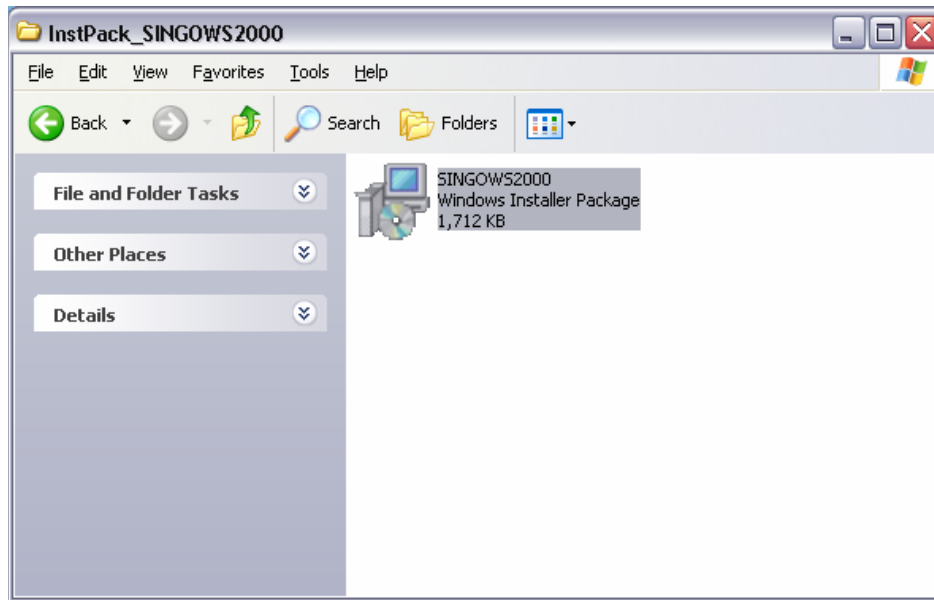 InstPack_SINGOWS2000
File Edit View Favorites Tools Help
Back Search Folders
File and Folder Tasks
Other Places
Details
SINGOWS2000
Windows Installer Package
1,712 KB